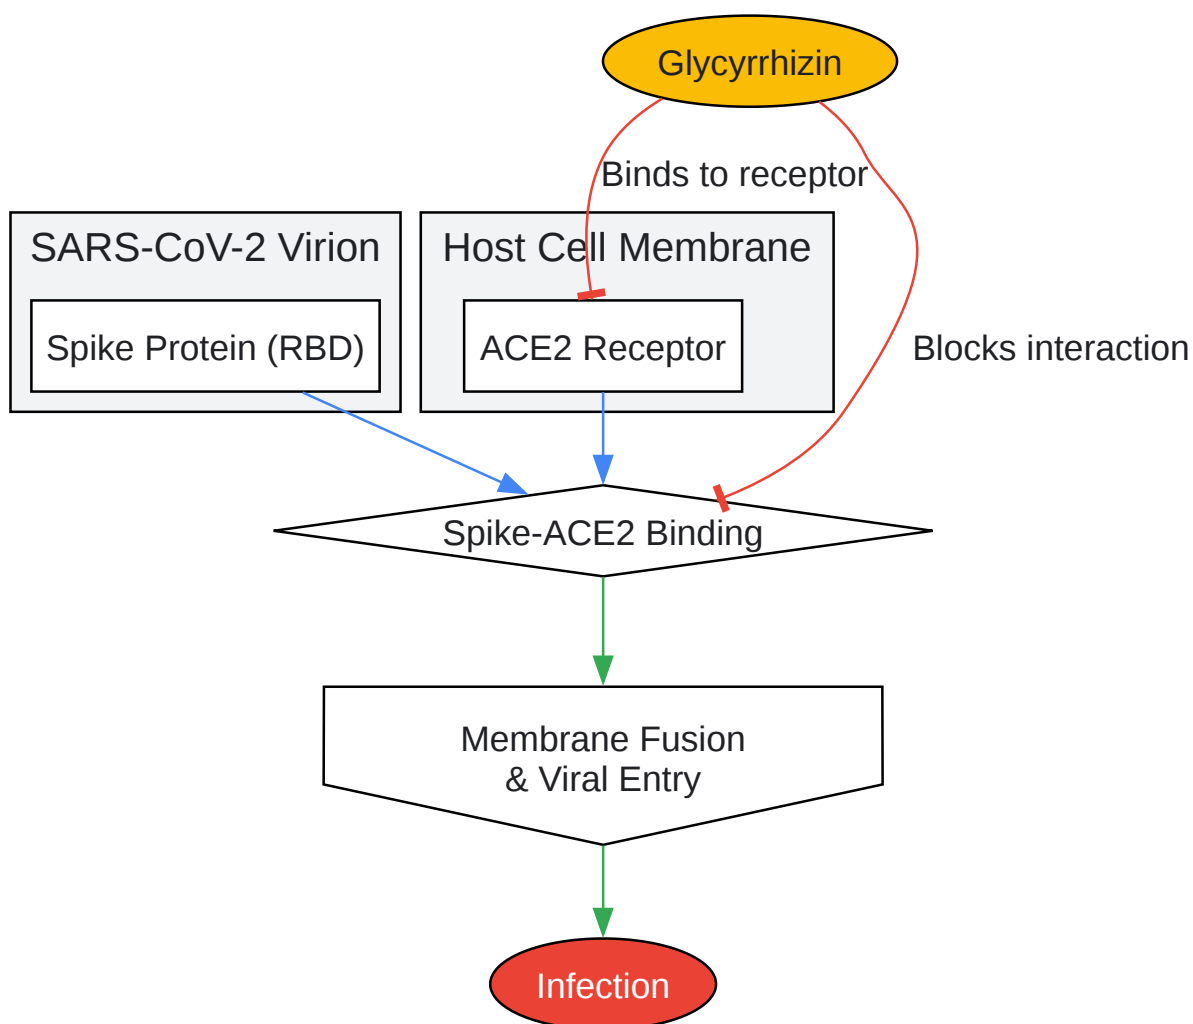 Glycyrrhizin
Binds to receptor
SARS-CoV-2 Virion
Host Cell Membrane
Spike Protein (RBD)
ACE2 Receptor
Blocks interaction
Spike-ACE2 Binding
Membrane Fusion
& Viral Entry
Infection